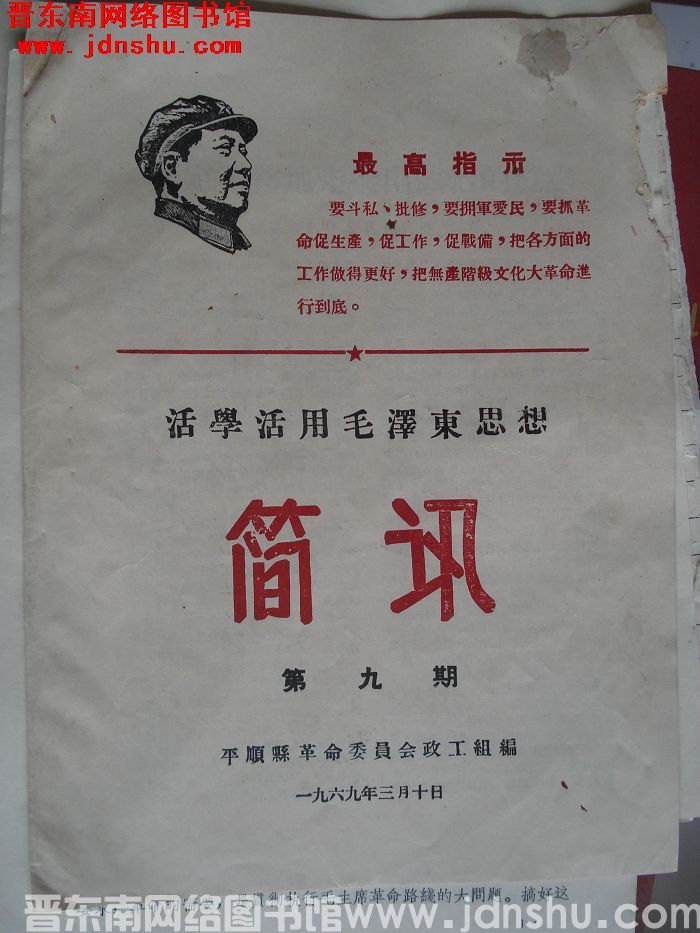 晋东南网络图书馆
www.jdnshu.com
最高指示
要斗私、批修，要拥軍愛民，要抓革
命促生產，促工作，促戰備，把各方面的
工作做得更好，把無產階級文化大革命進
行到底。
活學活用毛澤東思想
简讯
第九期
平順縣革命委員会政工組編
一九六九年三月十日
执行毛主席革命路綫的大問題。搞好这
晋东南网络图书馆 www.jdnshu.com